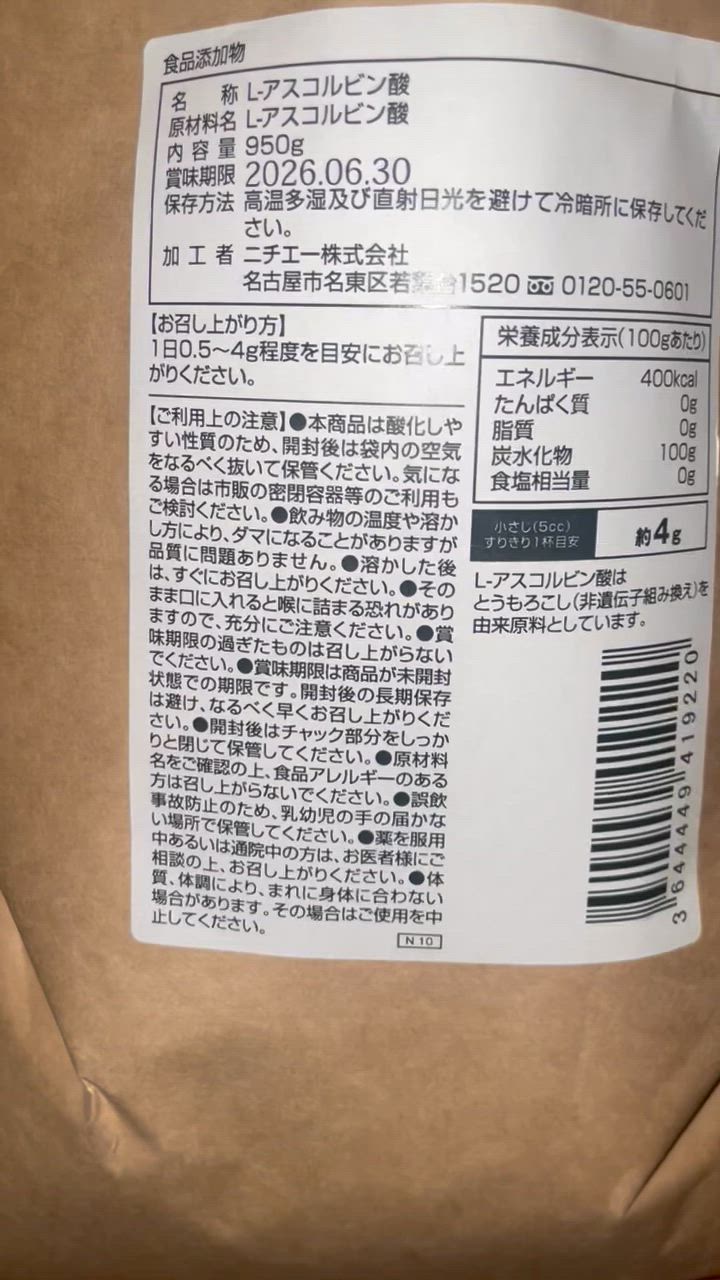 食品添加物
名 称 L-アスコルビン酸
原材料名 L-アスコルビン酸
内容量 950g
賞味期限 2026.06.30
保存方法 高温多湿及び直射日光を避けて冷暗所に保存してくだ
さい。
加工者 ニチエー株式会社
名古屋市名東区若 1520 0120-55-0601
【お召し上がり方】
1日0.5〜4g程度を目安にお召し上
がりください。
【ご利用上の注意】●本商品は酸化しや
すい性質のため、開封後は袋内の空気
をなるべく抜いて保管ください。気にな
る場合は市販の密閉容器等のご利用も
ご検討ください。●飲み物の温度や溶か
し方により、ダマになることがありますが
品質に問題ありません。●溶かした後
は、すぐにお召し上がりください。●その
まま口に入れると喉に詰まる恐れがあり
ますので、充分にご注意ください。●賞
味期限の過ぎたものは召し上がらない
でください。●賞味期限は商品が未開封
状態での期限です。開封後の長期保存
は避け、なるべく早くお召し上がりくだ
さい。●開封後はチャック部分をしっか
りと閉じて保管してください。●原材料
名をご確認の上、食品アレルギーのある
方は召し上がらないでください。●誤飲
事故防止のため、乳幼児の手の届かな
い場所で保管してください。●薬を服用
中あるいは通院中の方は、お医者様にご
相談の上、お召し上がりください。●体
質、体調により、まれに身体に合わない
場合があります。その場合はご使用を中
止してください。
N 10
栄養成分表示(100gあたり)
エネルギー 400kcal
たんぱく質 0g
脂質 0g
炭水化物 100g
食塩相当量 0g
小さじ(5cc)
すりきり1杯目安
約4g
L-アスコルビン酸は
とうもろこし(非遺伝子組み換え)を
由来原料としています。
3 644449 419220